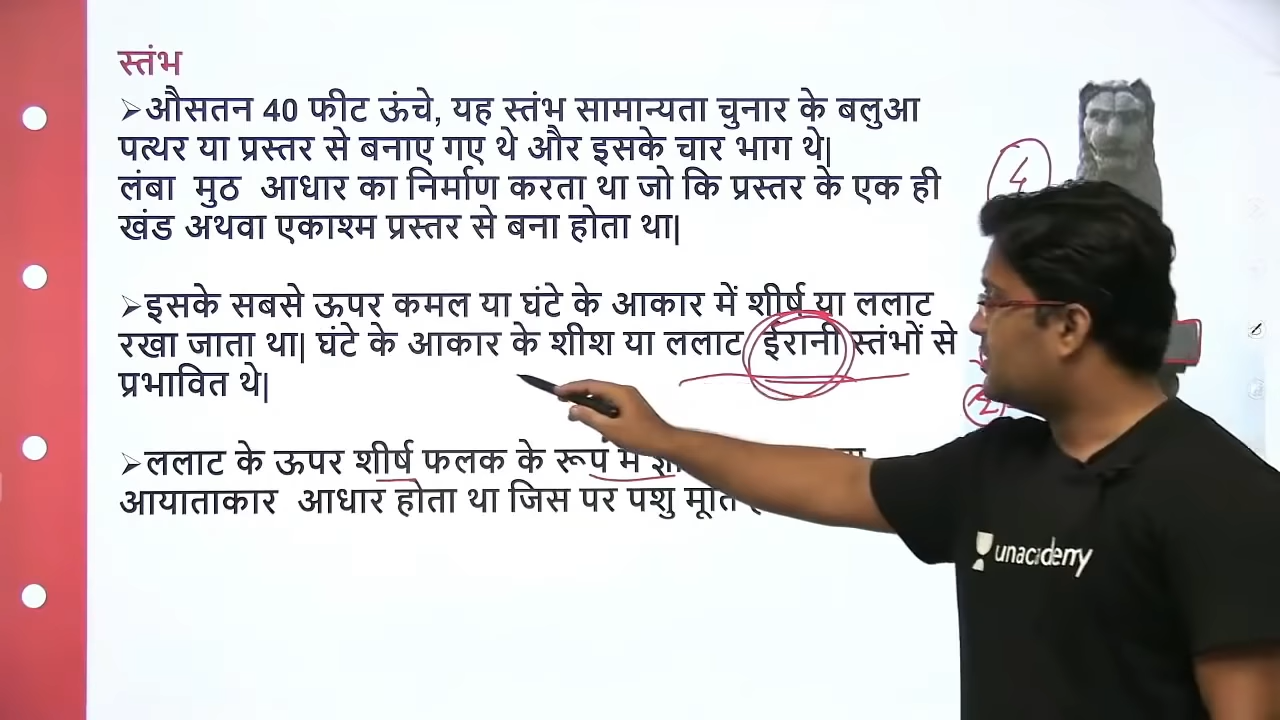 स्तंभ
➢औसतन 40 फीट ऊंचे, यह स्तंभ सामान्यता चुनार के बलुआ
पत्थर या प्रस्तर से बनाए गए थे और इसके चार भाग थे|
लंबा मुठ आधार का निर्माण करता था जो कि प्रस्तर के एक ही
खंड अथवा एकाश्म प्रस्तर से बना होता था|
➢इसके सबसे ऊपर कमल या घंटे के आकार में शीर्ष या ललाट
रखा जाता था| घंटे के आकार के शीश या ललाट ईरानी स्तंभों से
प्रभावित थे|
➢ललाट के ऊपर शीर्ष फलक के रूप में
आयाताकार आधार होता था जिस पर पशु मूर्ति
4
unacademy